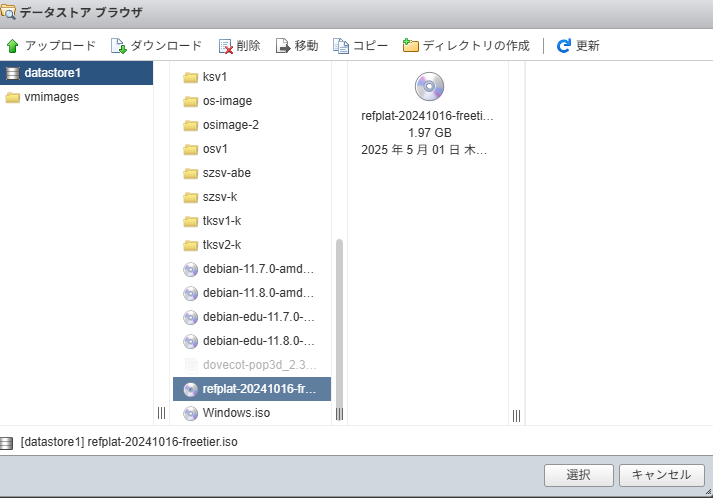 データストア ブラウザ
アップロード ダウンロード 削除 移動 コピー ディレクトリの作成 更新
datastore1
vmimages
ksv1
os-image
osimage-2
osv1
szsv-abe
szsv-k
tksv1-k
tksv2-k
debian-11.7.0-amd...
debian-11.8.0-amd...
debian-edu-11.7.0-...
debian-edu-11.8.0-...
dovecot-pop3d_2.3...
refplat-20241016-fr...
Windows.iso
refplat-20241016-freeti...
1.97 GB
2025 年 5 月 01 日 木...
[datastore1] refplat-20241016-freetier.iso
選択 キャンセル